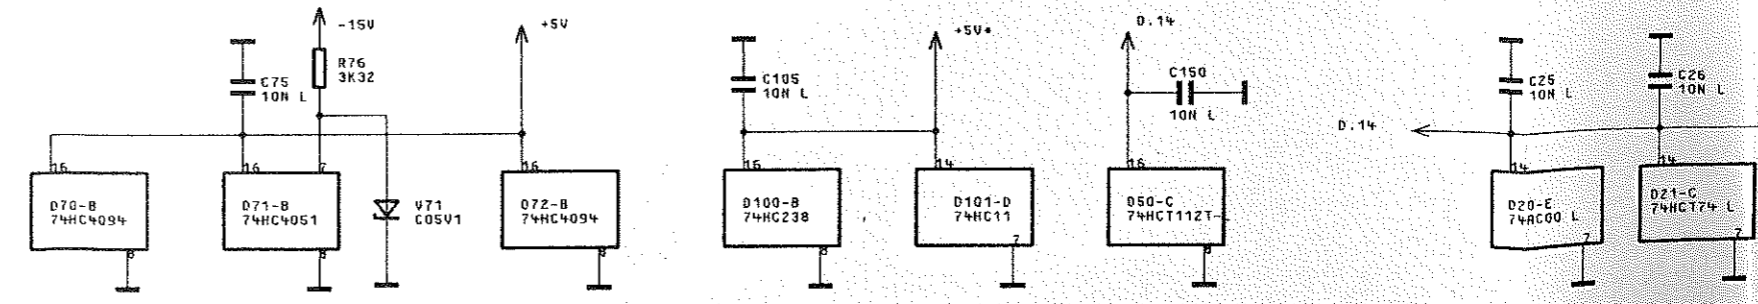 -15V
R76
3K32
C75
10N L
+5V
16
16
7
16
D70-B
74HC4094
D71-B
74HC4051
V71
C05V1
D72-B
74HC4094
8
8
8
C105
10N L
+5V*
16
14
D100-B
74HC238
D101-D
74HC11
8
7
D.14
C150
10N L
16
D50-C
74HCT112T
8
D.14
C25
10N L
C26
10N L
14
14
D20-E
74AC00 L
D21-C
74HCT74 L
7
7